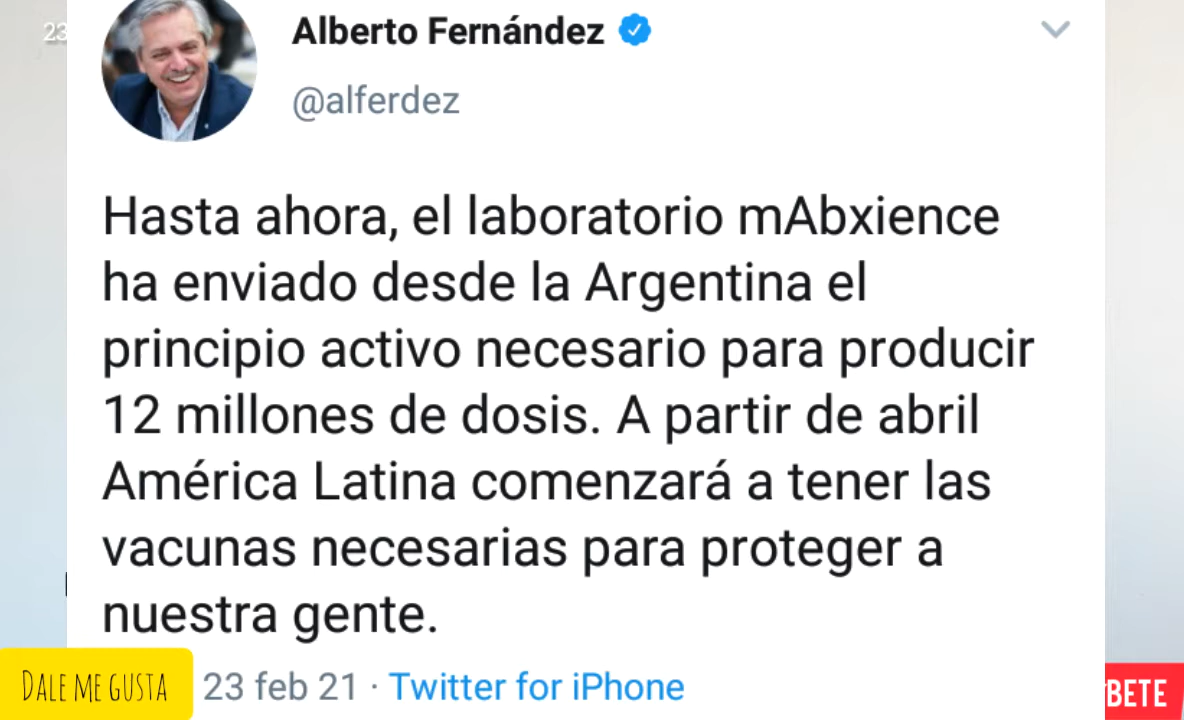 23
Alberto Fernández
@alferdez
Hasta ahora, el laboratorio mAbxience
ha enviado desde la Argentina el
principio activo necesario para producir
12 millones de dosis. A partir de abril
América Latina comenzará a tener las
vacunas necesarias para proteger a
nuestra gente.
DALE ME GUSTA
23 feb 21 · Twitter for iPhone
BETE